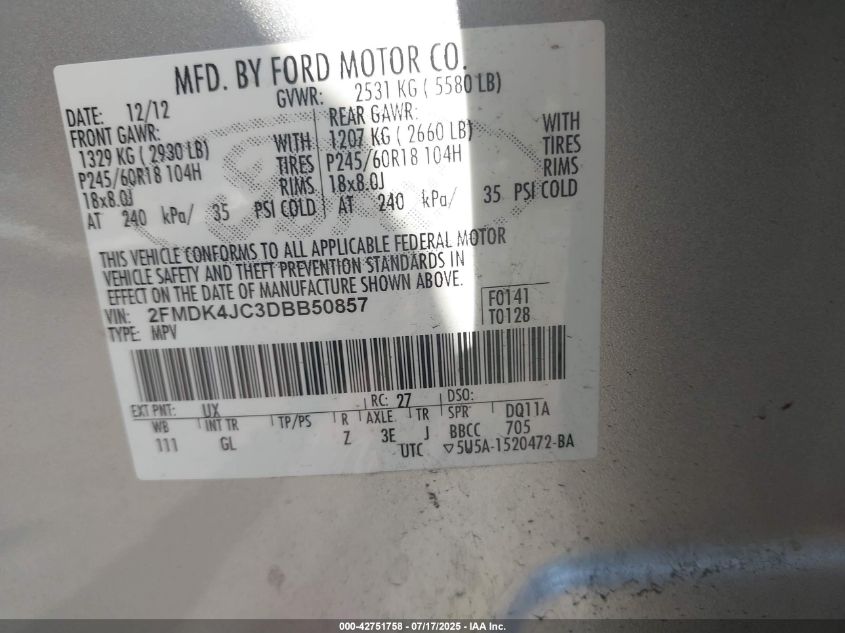 MFD. BY FORD MOTOR CO.
DATE: 12/12 GVWR: 2531 KG ( 5580 LB)
FRONT GAWR: REAR GAWR:
1329 KG ( 2930 LB) WITH 1207 KG ( 2660 LB) WITH
P245/60R18 104H TIRES P245/60R18 104H TIRES
18x8.0J RIMS 18x8.0J RIMS
AT 240 kPa/ 35 PSI COLD AT 240 kPa/ 35 PSI COLD
THIS VEHICLE CONFORMS TO ALL APPLICABLE FEDERAL MOTOR
VEHICLE SAFETY AND THEFT PREVENTION STANDARDS IN
EFFECT ON THE DATE OF MANUFACTURE SHOWN ABOVE.
VIN: 2FMDK4JC3DBB50857 F0141
TYPE: MPV T0128
EXT PNT: UX RC: 27 DSO:
WB INT TR TP/PS R AXLE TR SPR DQ11A
111 GL Z 3E J BBCC 705
UTC ▽5U5A-1520472-BA
000-42751758 - 07/17/2025 - IAA Inc.